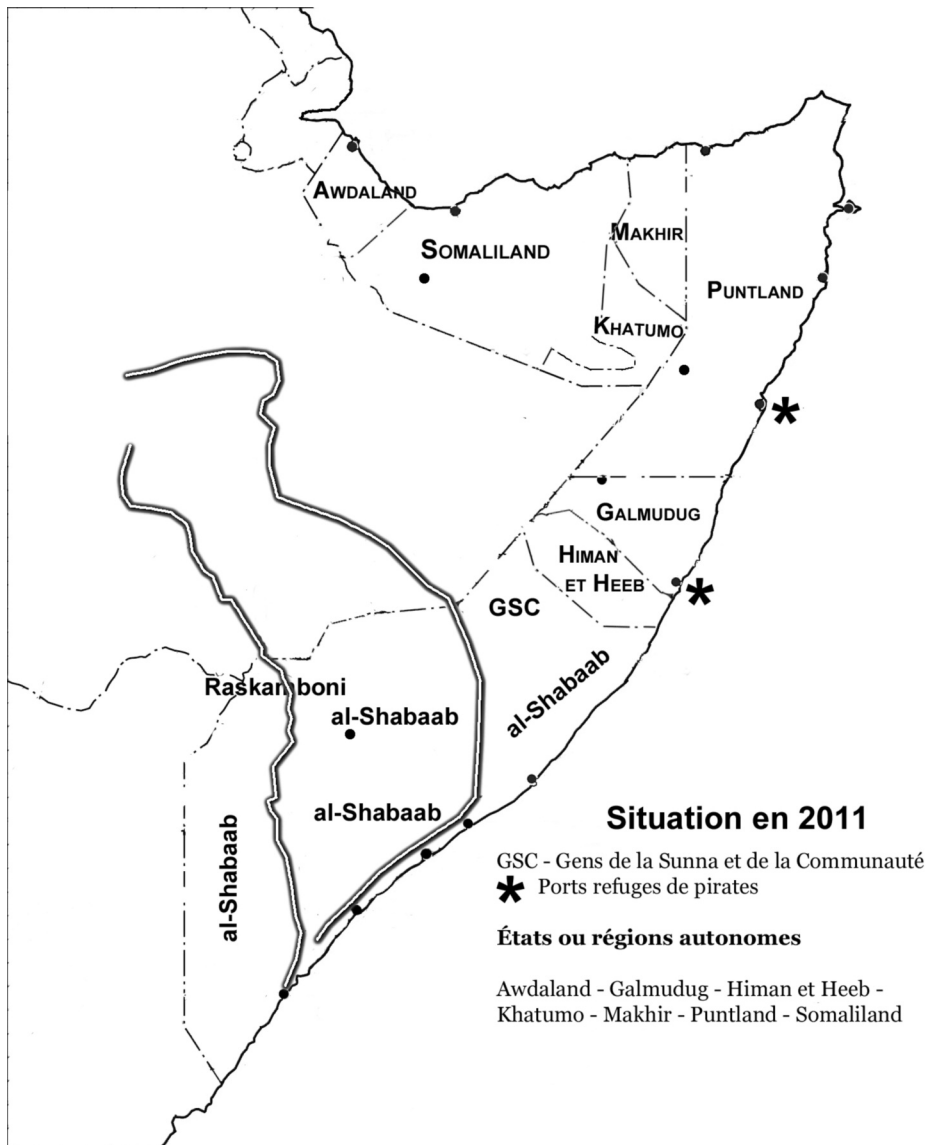 AWDALAND
SOMALILAND
MAKHIR
PUNTLAND
KHATUMO
GALMUDUG
HIMAN
ET HEEB
GSC
al-Shabaab
Raskamboni
al-Shabaab
al-Shabaab
al-Shabaab
Situation en 2011
GSC - Gens de la Sunna et de la Communauté
* Ports refuges de pirates
États ou régions autonomes
Awdaland - Galmudug - Himan et Heeb -
Khatumo - Makhir - Puntland - Somaliland